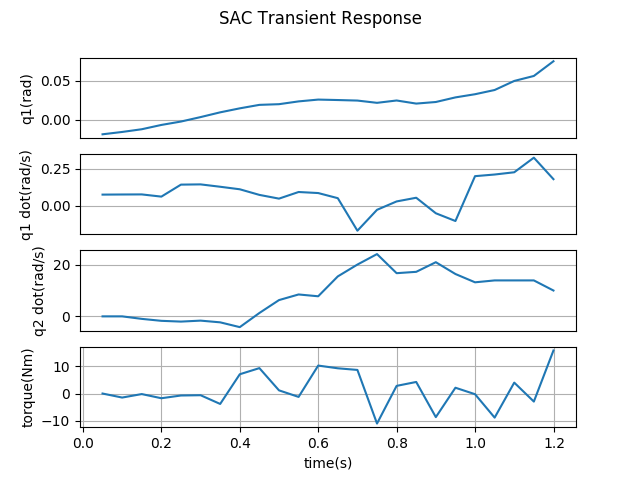 SAC Transient Response
0.05
0.00
q1(rad)
0.25
0.00
q1 dot(rad/s)
20
0
q2 dot(rad/s)
10
0
−10
torque(Nm)
0.0 0.2 0.4 0.6 0.8 1.0 1.2
time(s)